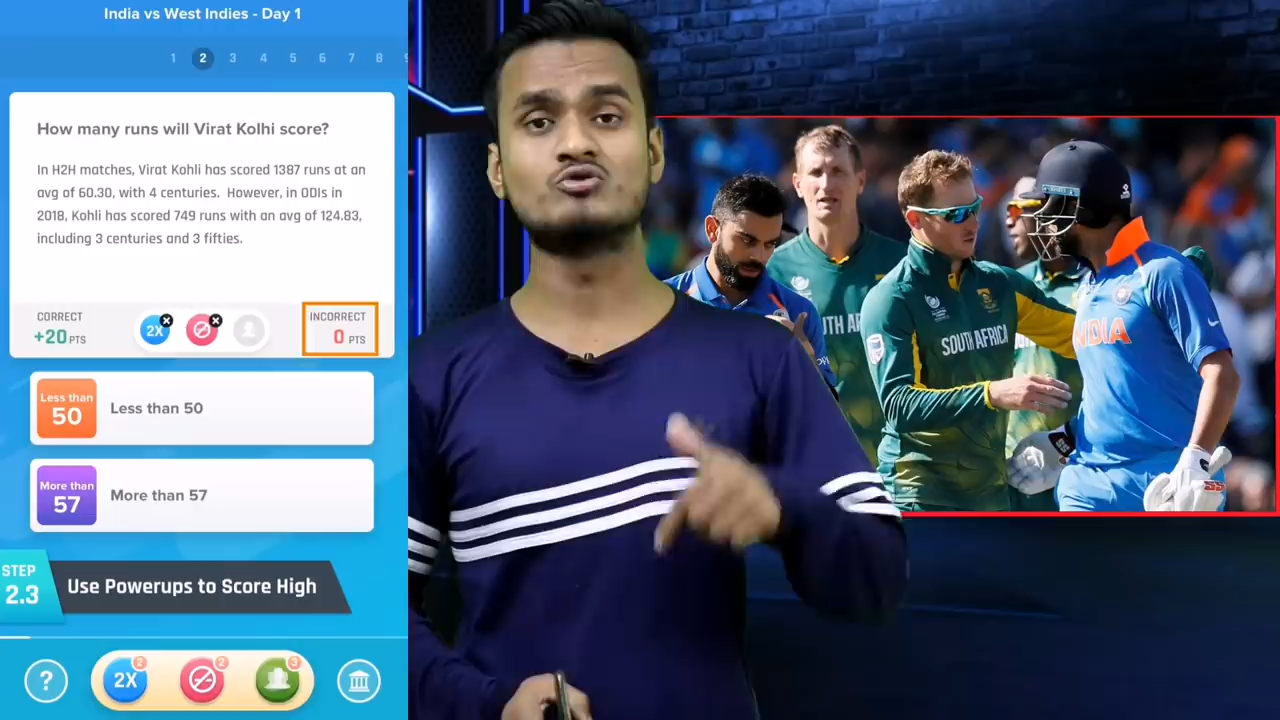 India vs West Indies - Day 1
1 2 3 4 5 6 7 8
How many runs will Virat Kolhi score?
In H2H matches, Virat Kohli has scored 1387 runs at an
avg of 60.30, with 4 centuries. However, in ODIs in
2018, Kohli has scored 749 runs with an avg of 124.83,
including 3 centuries and 3 fifties.
CORRECT
+20 PTS
2X
INCORRECT
0 PTS
Less than
50
Less than 50
More than
57
More than 57
STEP
2.3
Use Powerups to Score High
?
2X
2
2
3
SOUTH AFRICA
INDIA
SS